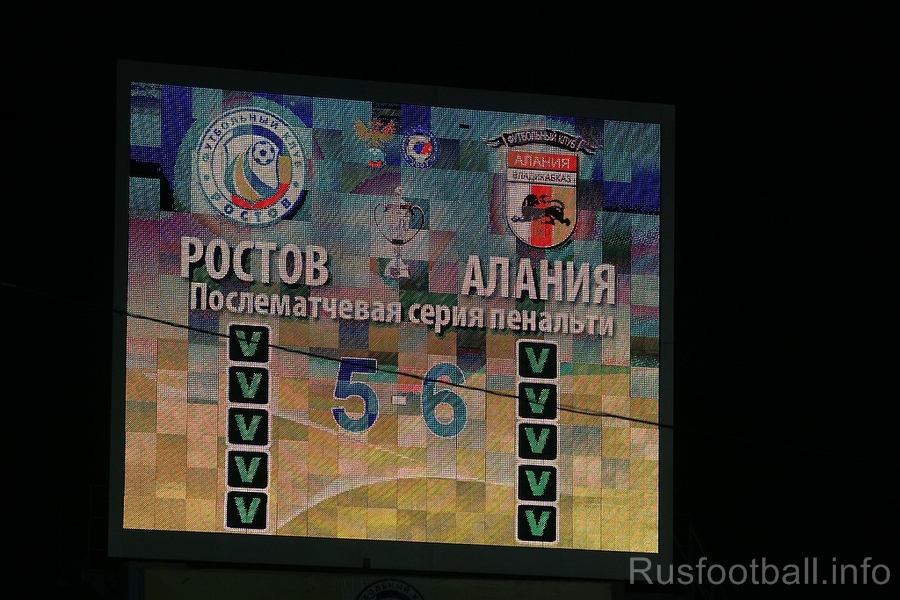 ФУТБОЛЬНЫЙ КЛУБ
РОСТОВ
ФУТБОЛЬНЫЙ КЛУБ
АЛАНИЯ
ВЛАДИКАВКАЗ
РОСТОВ
АЛАНИЯ
Послематчевая серия пенальти
V V
V V
5-6
V V
V V
V V
Rusfootball.info